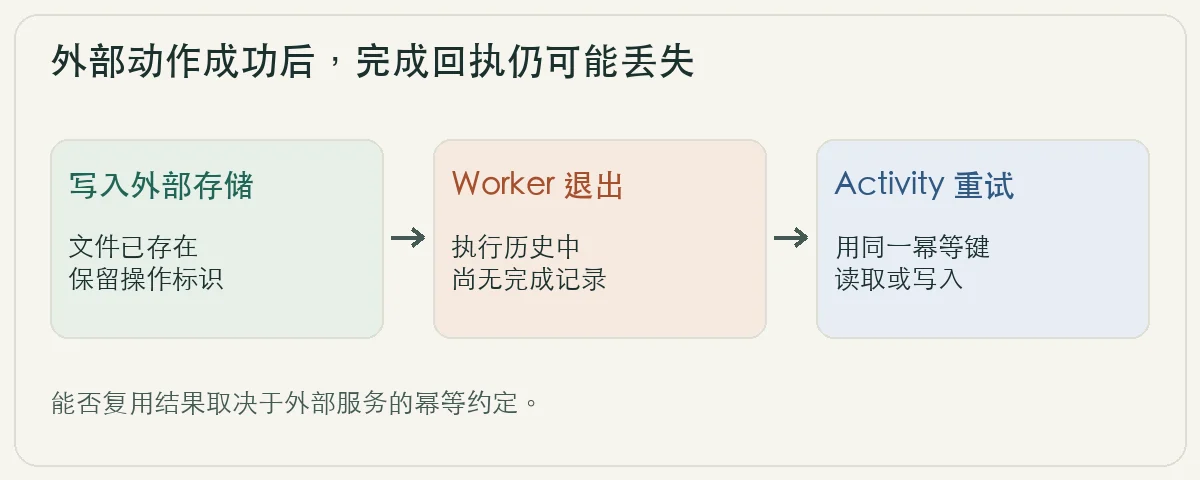 外部动作成功后，完成回执仍可能丢失
写入外部存储
文件已存在
保留操作标识
Worker 退出
执行历史中
尚无完成记录
Activity 重试
用同一幂等键
读取或写入
能否复用结果取决于外部服务的幂等约定。